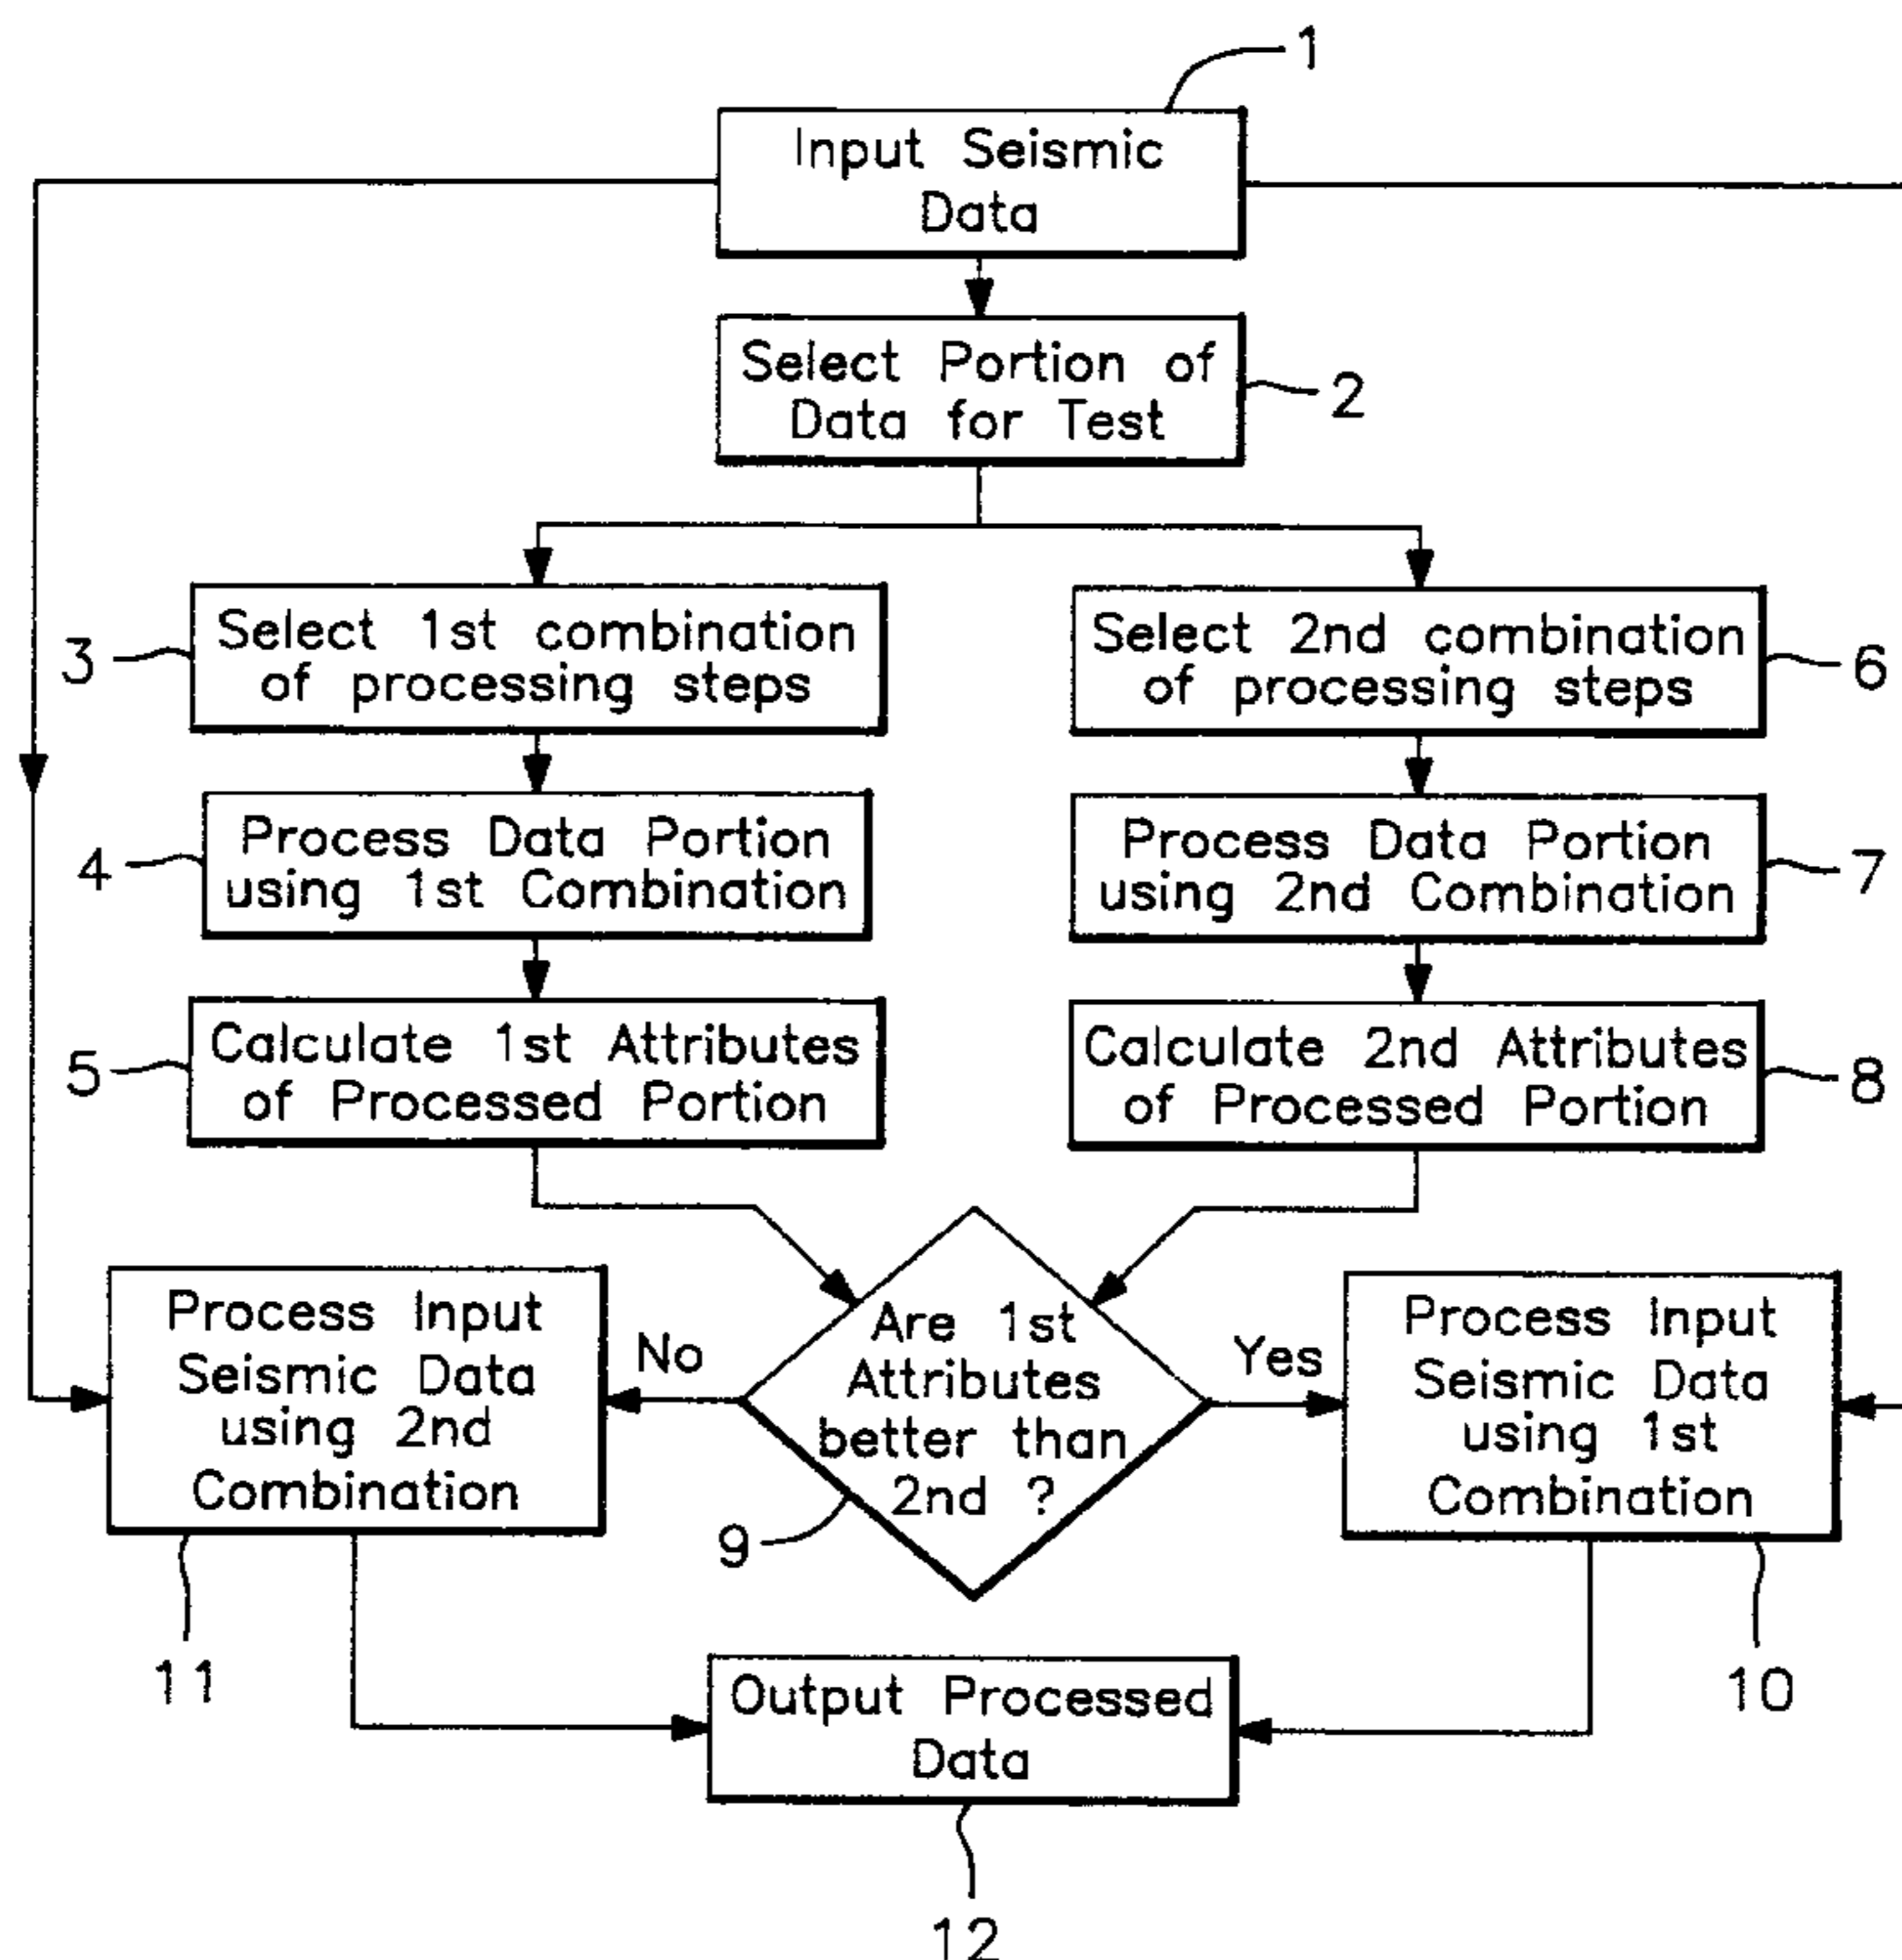 1
Input Seismic
Data
Select Portion of
Data for Test
2
3
Select 1st combination
of processing steps
Select 2nd combination
of processing steps
6
4
Process Data Portion
using 1st Combination
Process Data Portion
using 2nd Combination
7
5
Calculate 1st Attributes
of Processed Portion
Calculate 2nd Attributes
of Processed Portion
8
Process Input
Seismic Data
using 2nd
Combination
No
Are 1st
Attributes
better than
2nd ?
Yes
Process Input
Seismic Data
using 1st
Combination
9
11
10
Output Processed
Data
12